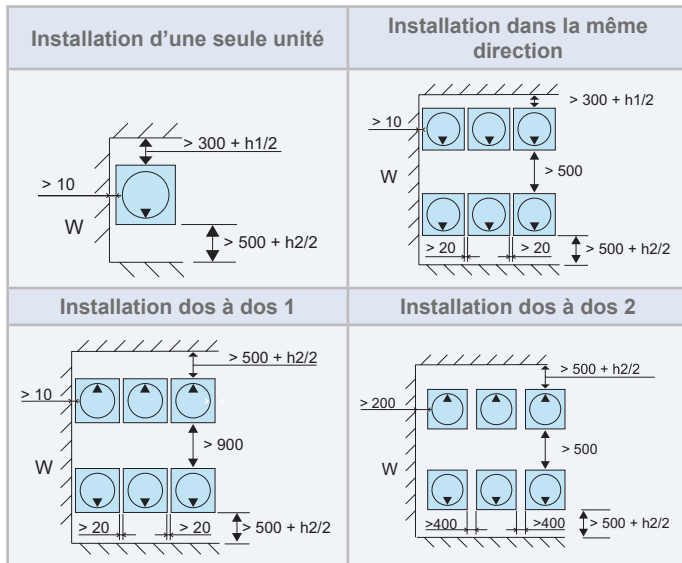 Installation d'une seule unité
Installation dans la même
direction
> 300 + h1/2
> 10
W
> 500 + h2/2
> 300 + h1/2
> 10
W
> 500
> 20
> 20
> 500 + h2/2
Installation dos à dos 1
Installation dos à dos 2
> 500 + h2/2
> 10
> 900
W
> 20
> 20
> 500 + h2/2
> 500 + h2/2
> 200
> 500
W
>400
>400
> 500 + h2/2